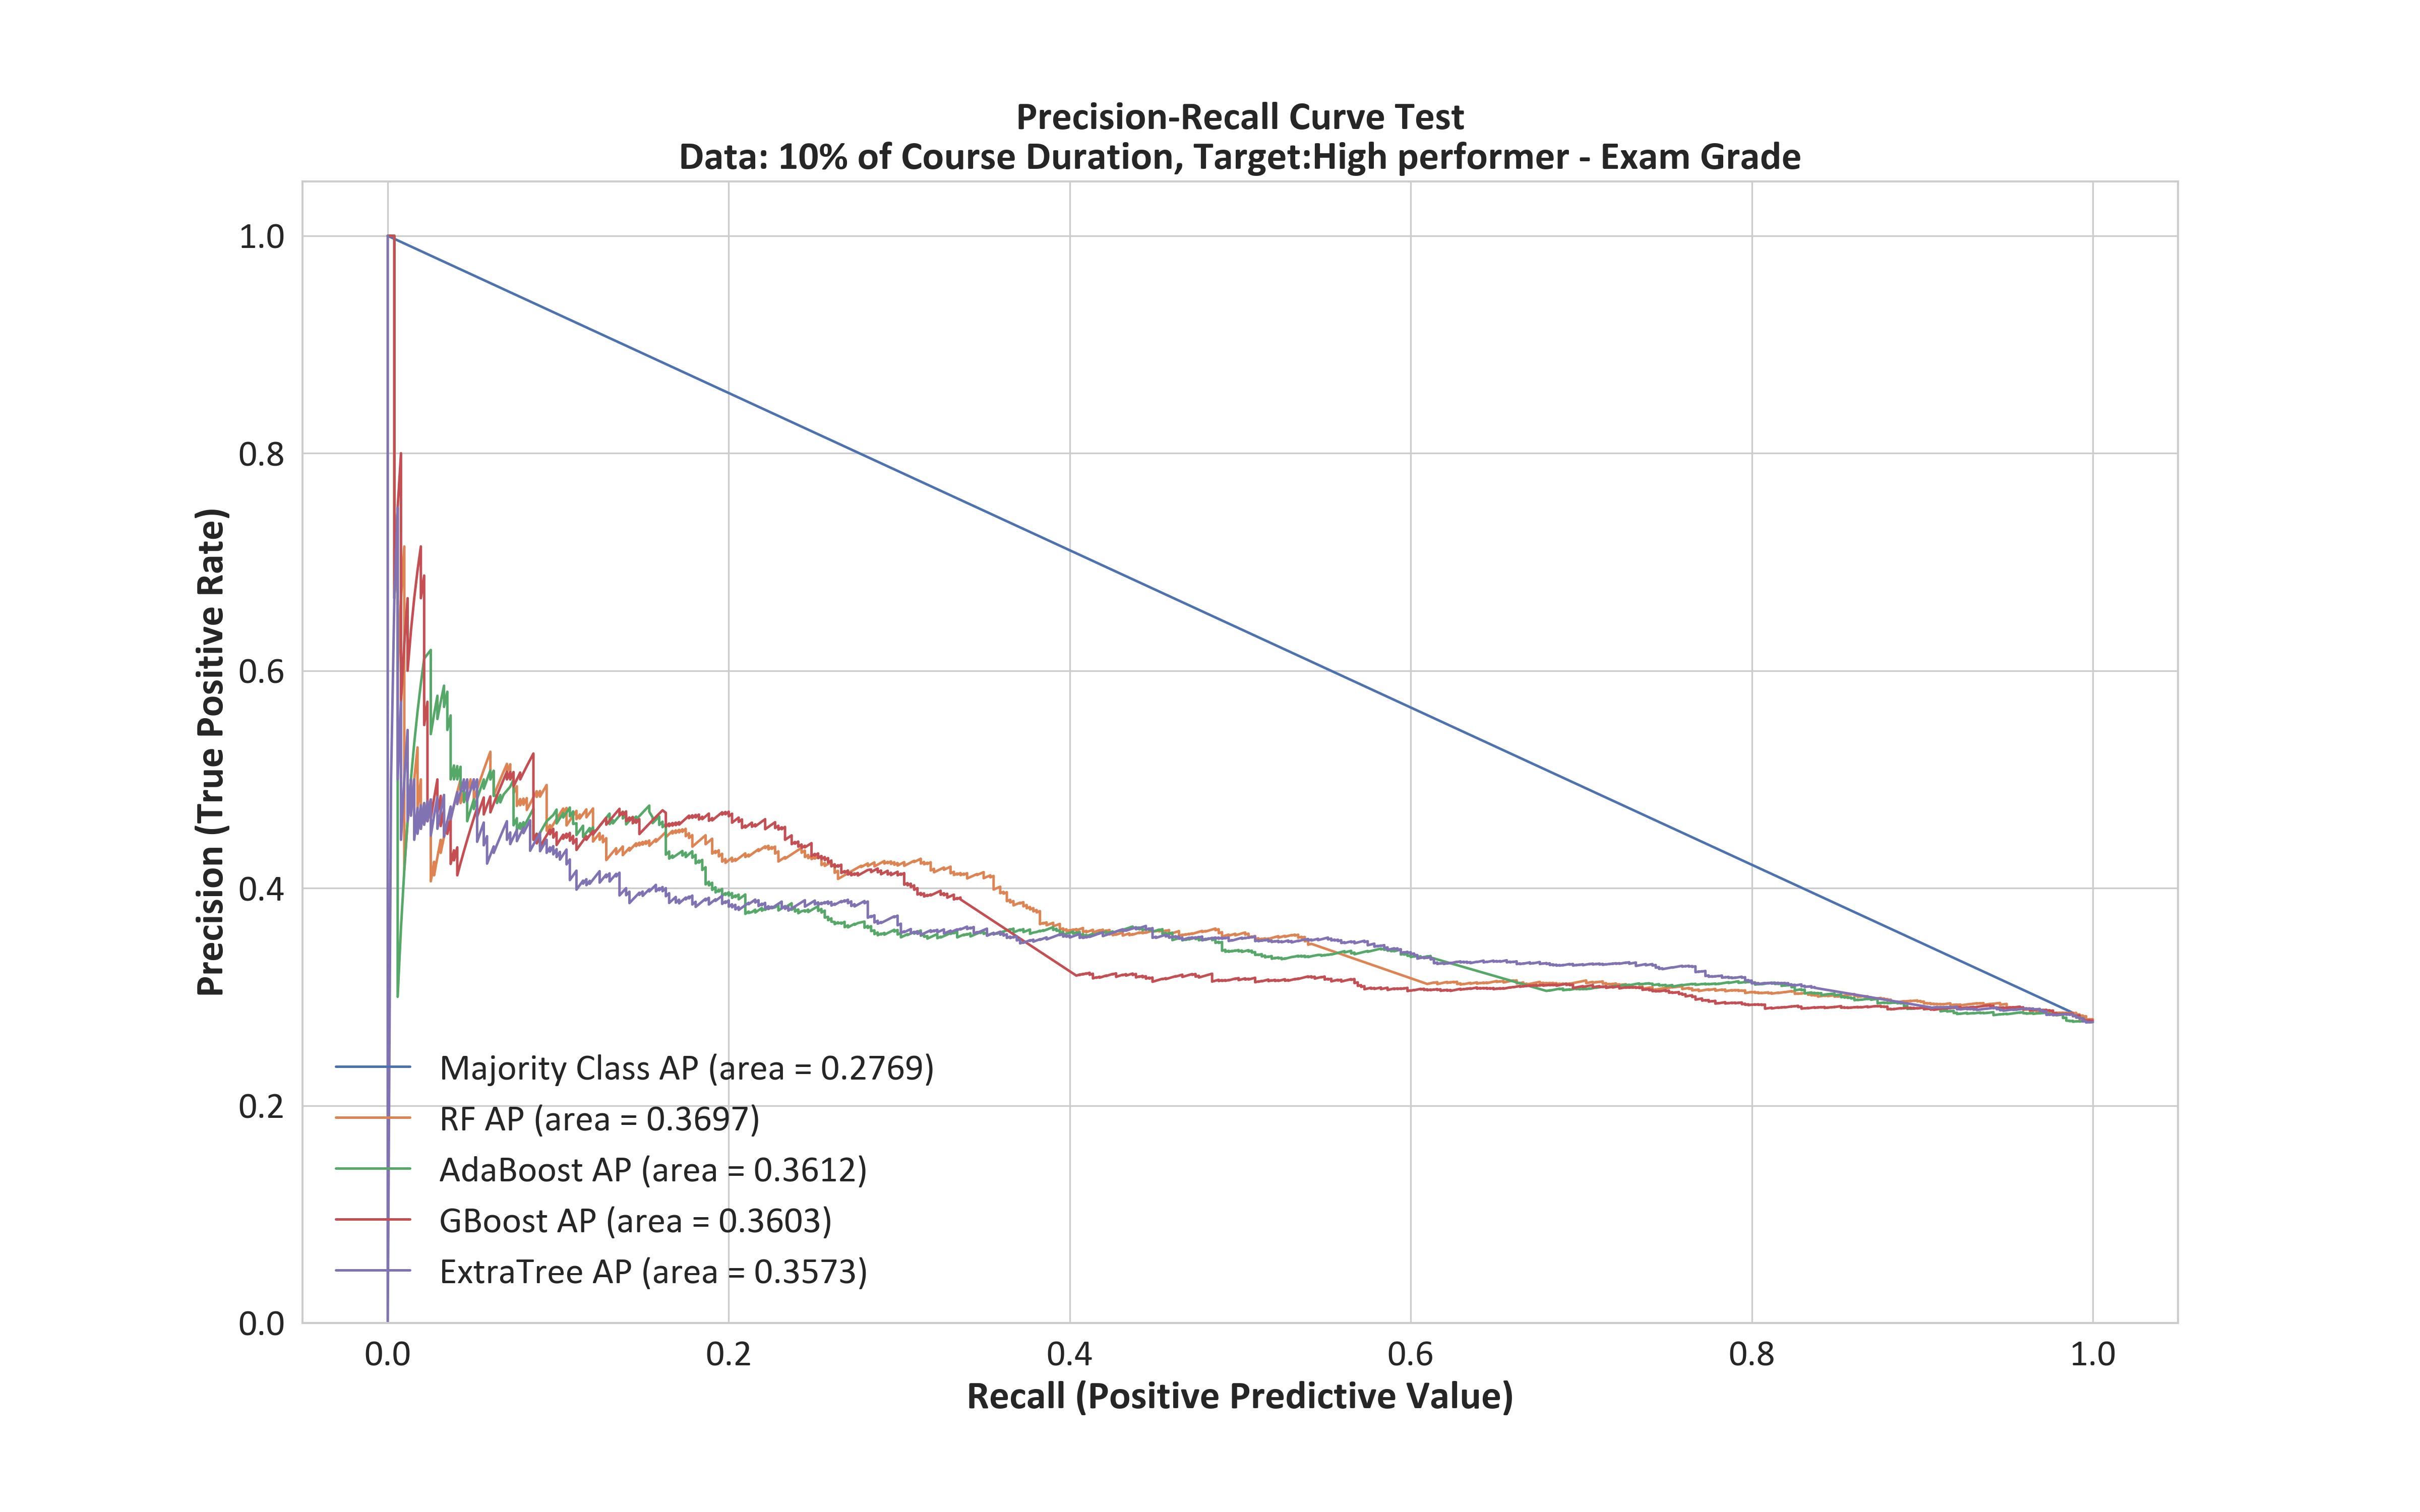 Precision-Recall Curve Test
Data: 10% of Course Duration, Target:High performer - Exam Grade
1.0
0.8
0.6
0.4
0.2
0.0
Precision (True Positive Rate)
Majority Class AP (area = 0.2769)
RF AP (area = 0.3697)
AdaBoost AP (area = 0.3612)
GBoost AP (area = 0.3603)
ExtraTree AP (area = 0.3573)
0.0 0.2 0.4 0.6 0.8 1.0
Recall (Positive Predictive Value)